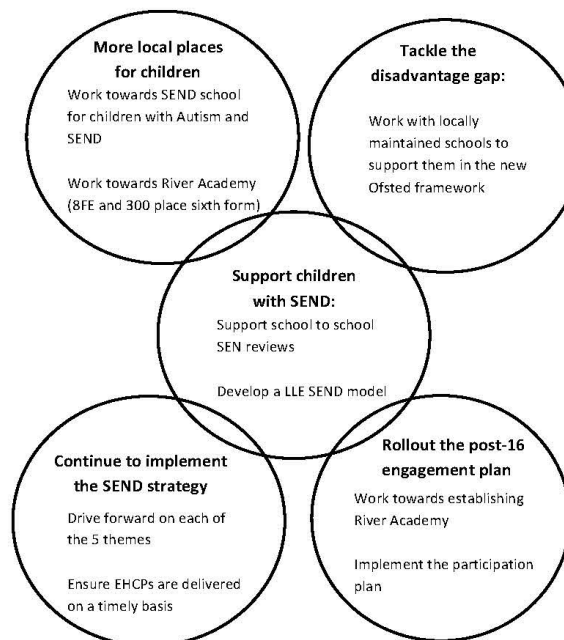 More local places
for children
Work towards SEND school
for children with Autism and
SEND
Work towards River Academy
(8FE and 300 place sixth form)
Tackle the
disadvantage gap:
Work with locally
maintained schools to
support them in the new
Ofsted framework
Support children
with SEND:
Support school to school
SEN reviews
Develop a LLE SEND model
Continue to implement
the SEND strategy
Drive forward on each of
the 5 themes
Ensure EHCPs are delivered
on a timely basis
Rollout the post-16
engagement plan
Work towards establishing
River Academy
Implement the participation
plan